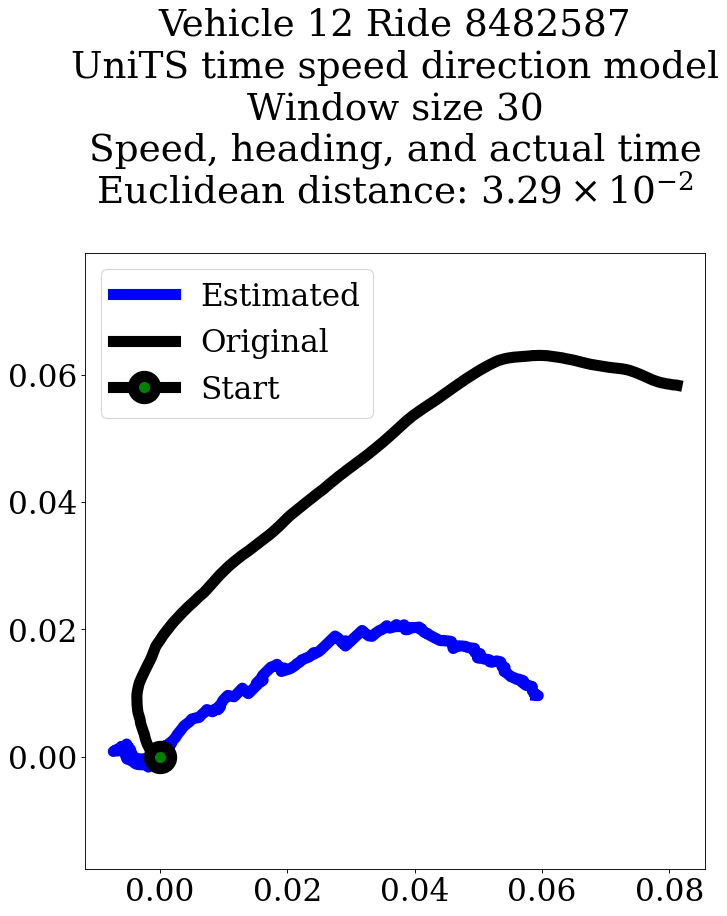 Vehicle 12 Ride 8482587
UniTS time speed direction model
Window size 30
Speed, heading, and actual time
Euclidean distance: 3.29 × 10⁻²
Estimated
Original
Start
0.06
0.04
0.02
0.00
0.00 0.02 0.04 0.06 0.08